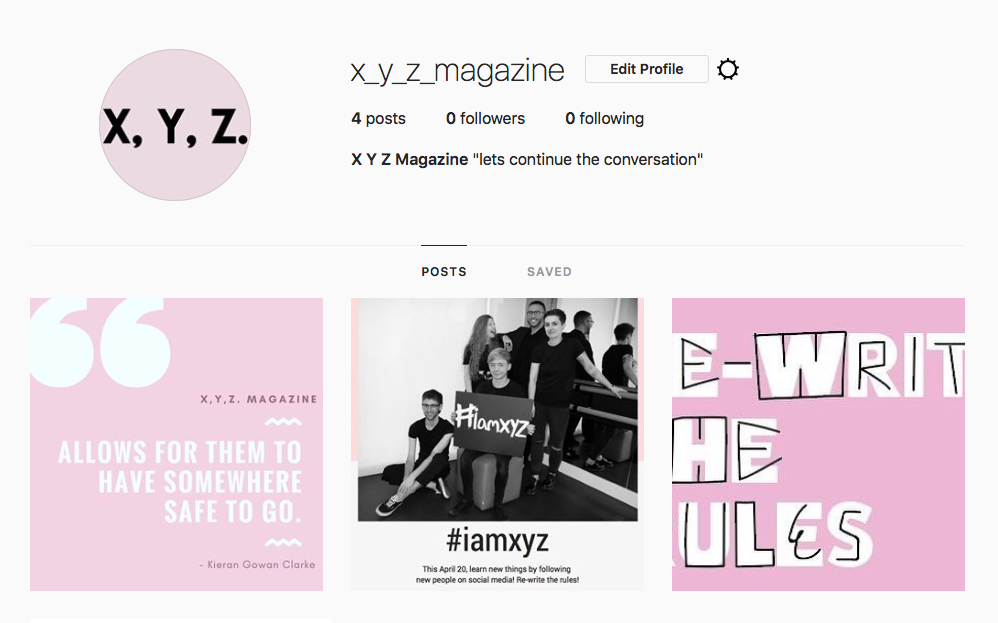 X, Y, Z.
x_y_z_magazine
Edit Profile
4 posts
0 followers
0 following
X Y Z Magazine "lets continue the conversation"
POSTS
SAVED
X,Y,Z. MAGAZINE
ALLOWS FOR THEM TO
HAVE SOMEWHERE
SAFE TO GO.
- Kieran Gowan Clarke
#iamxyz
#iamxyz
This April 20, learn new things by following
new people on social media! Re-write the rules!
E-WRIT
HE
ULES